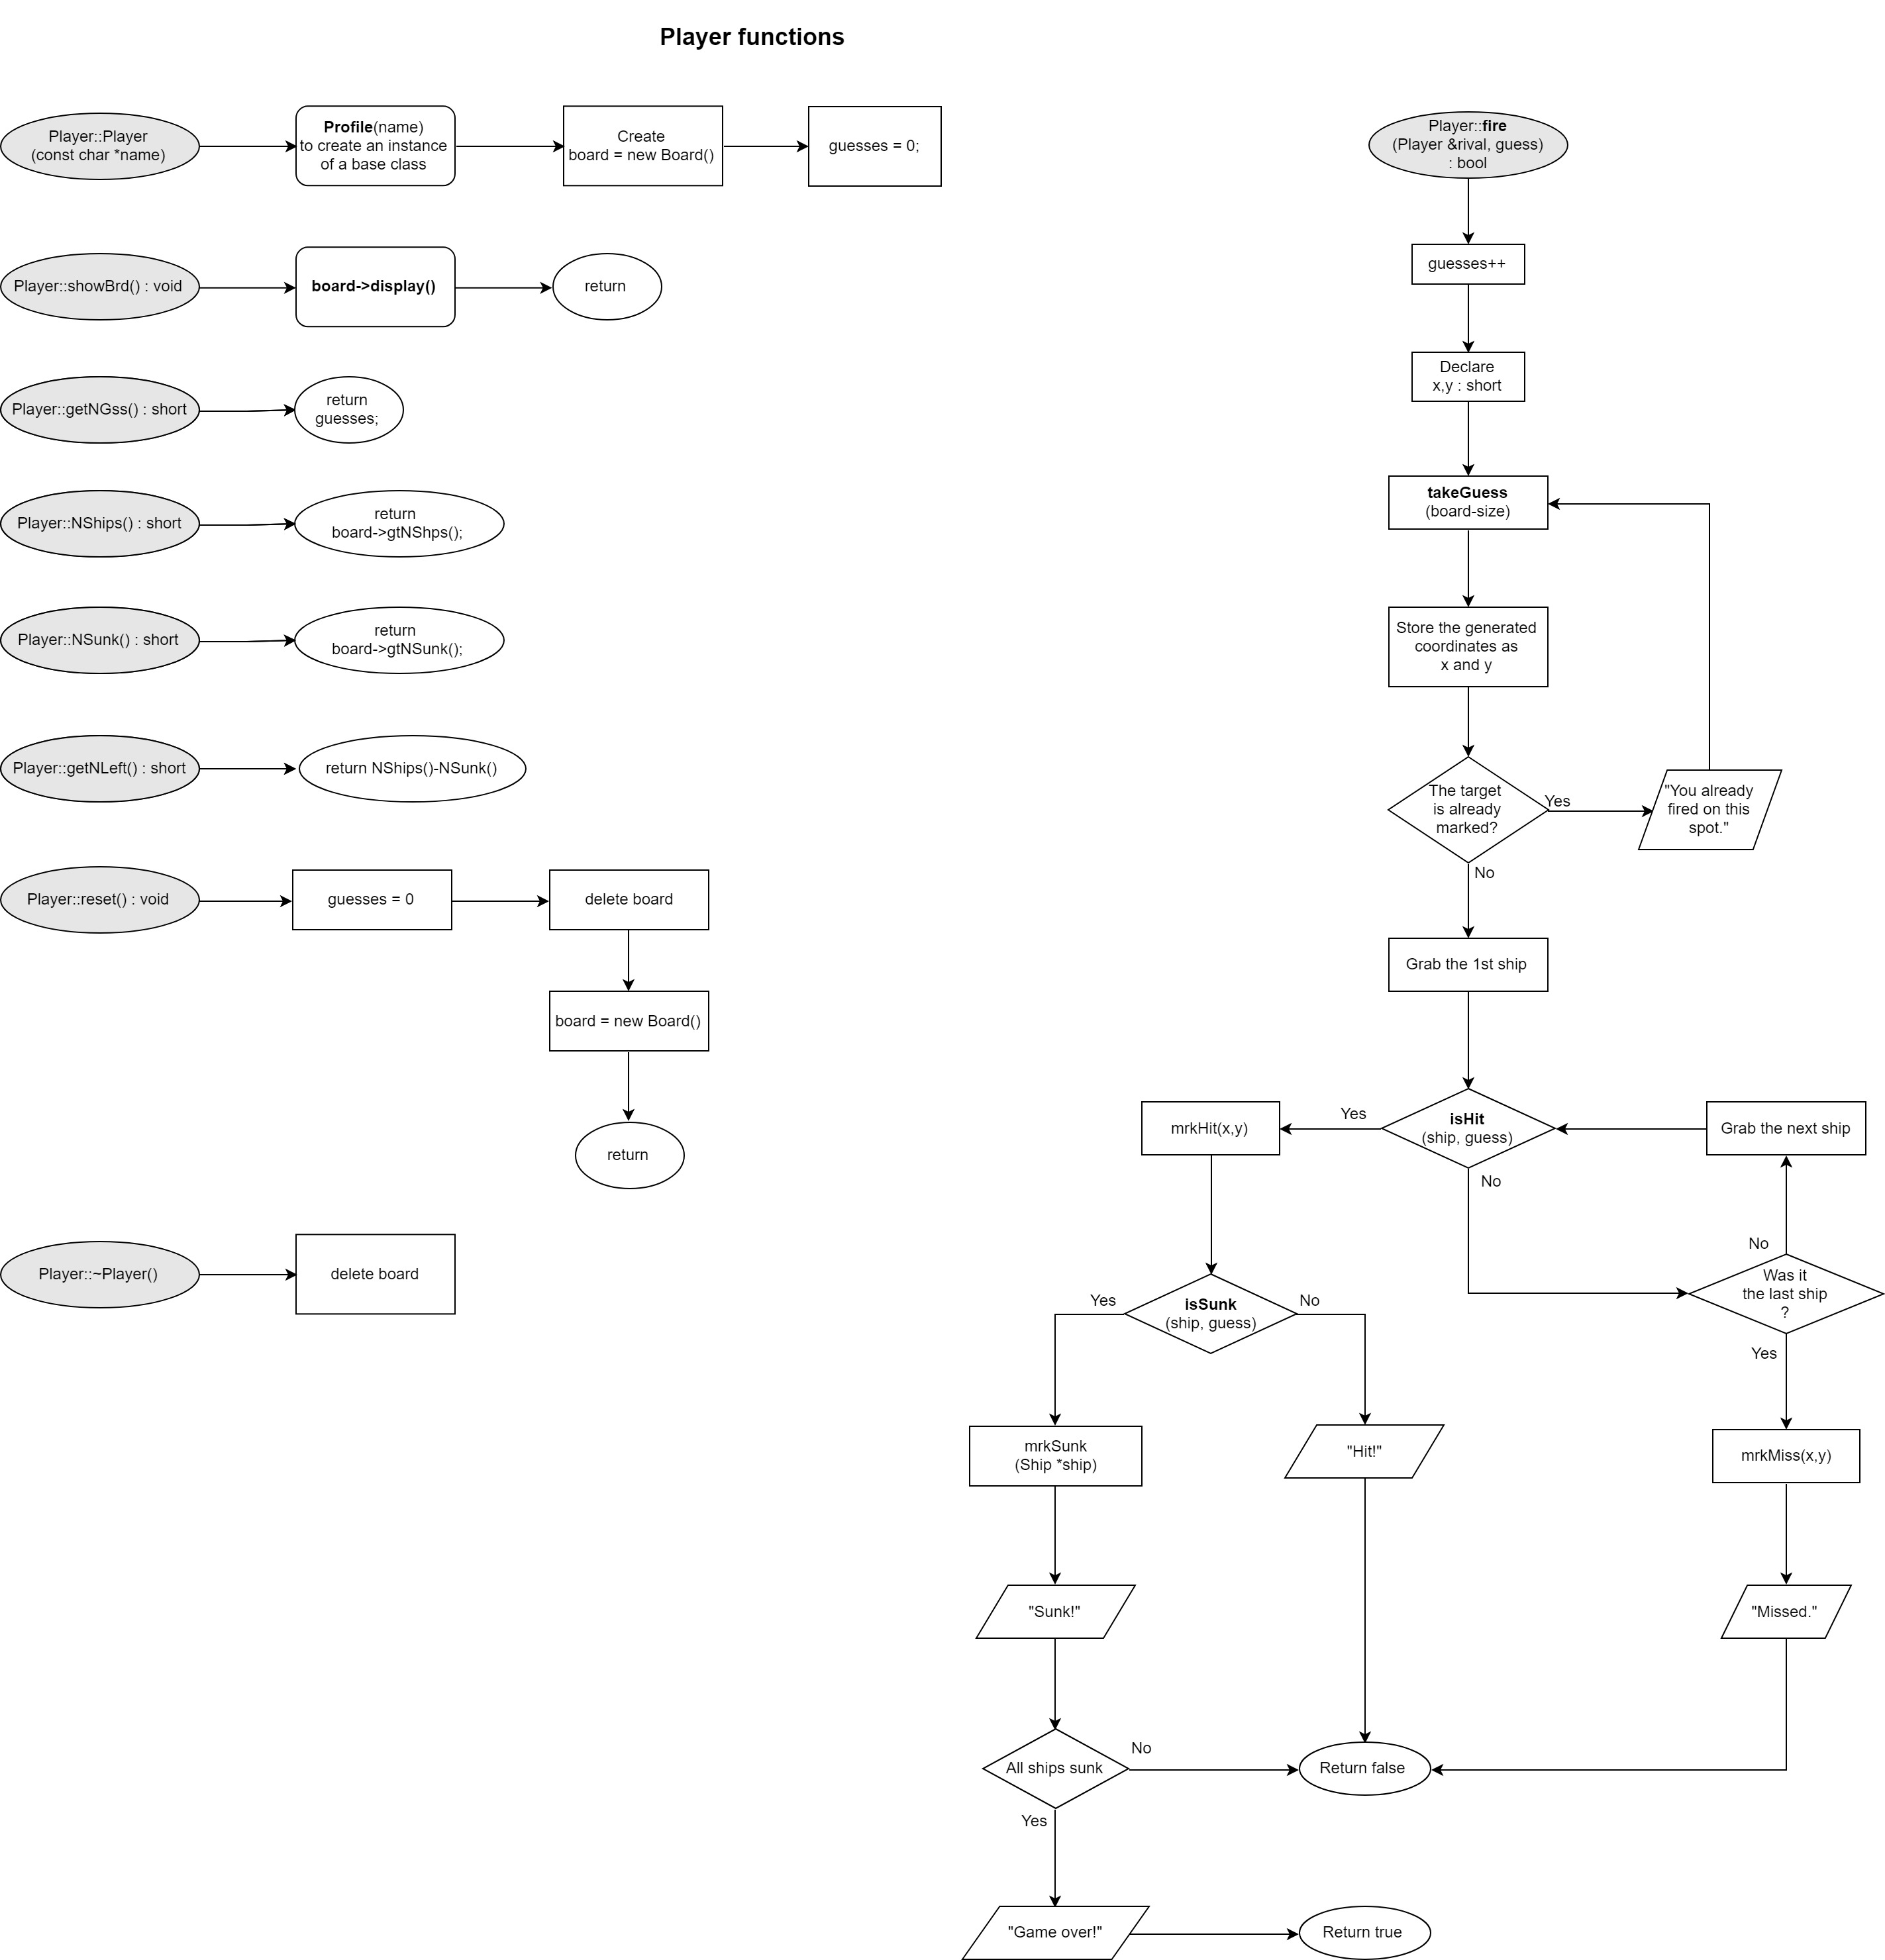 Player functions
Player::Player
(const char *name)
Profile(name)
to create an instance
of a base class
Create
board = new Board()
guesses = 0;
Player::showBrd() : void
board->display()
return
Player::getNGss() : short
return
guesses;
Player::NShips() : short
return
board->gtNShps();
Player::NSunk() : short
return
board->gtNSunk();
Player::getNLeft() : short
return NShips()-NSunk()
Player::reset() : void
guesses = 0
delete board
board = new Board()
return
Player::~Player()
delete board
Player::fire
(Player &rival, guess)
: bool
guesses++
Declare
x,y : short
takeGuess
(board-size)
Store the generated
coordinates as
x and y
The target
is already
marked?
Yes
"You already
fired on this
spot."
No
Grab the 1st ship
isHit
(ship, guess)
Yes
mrkHit(x,y)
No
Grab the next ship
No
Was it
the last ship
?
Yes
mrkMiss(x,y)
"Missed."
isSunk
(ship, guess)
Yes
No
mrkSunk
(Ship *ship)
"Hit!"
"Sunk!"
All ships sunk
No
Return false
Yes
"Game over!"
Return true